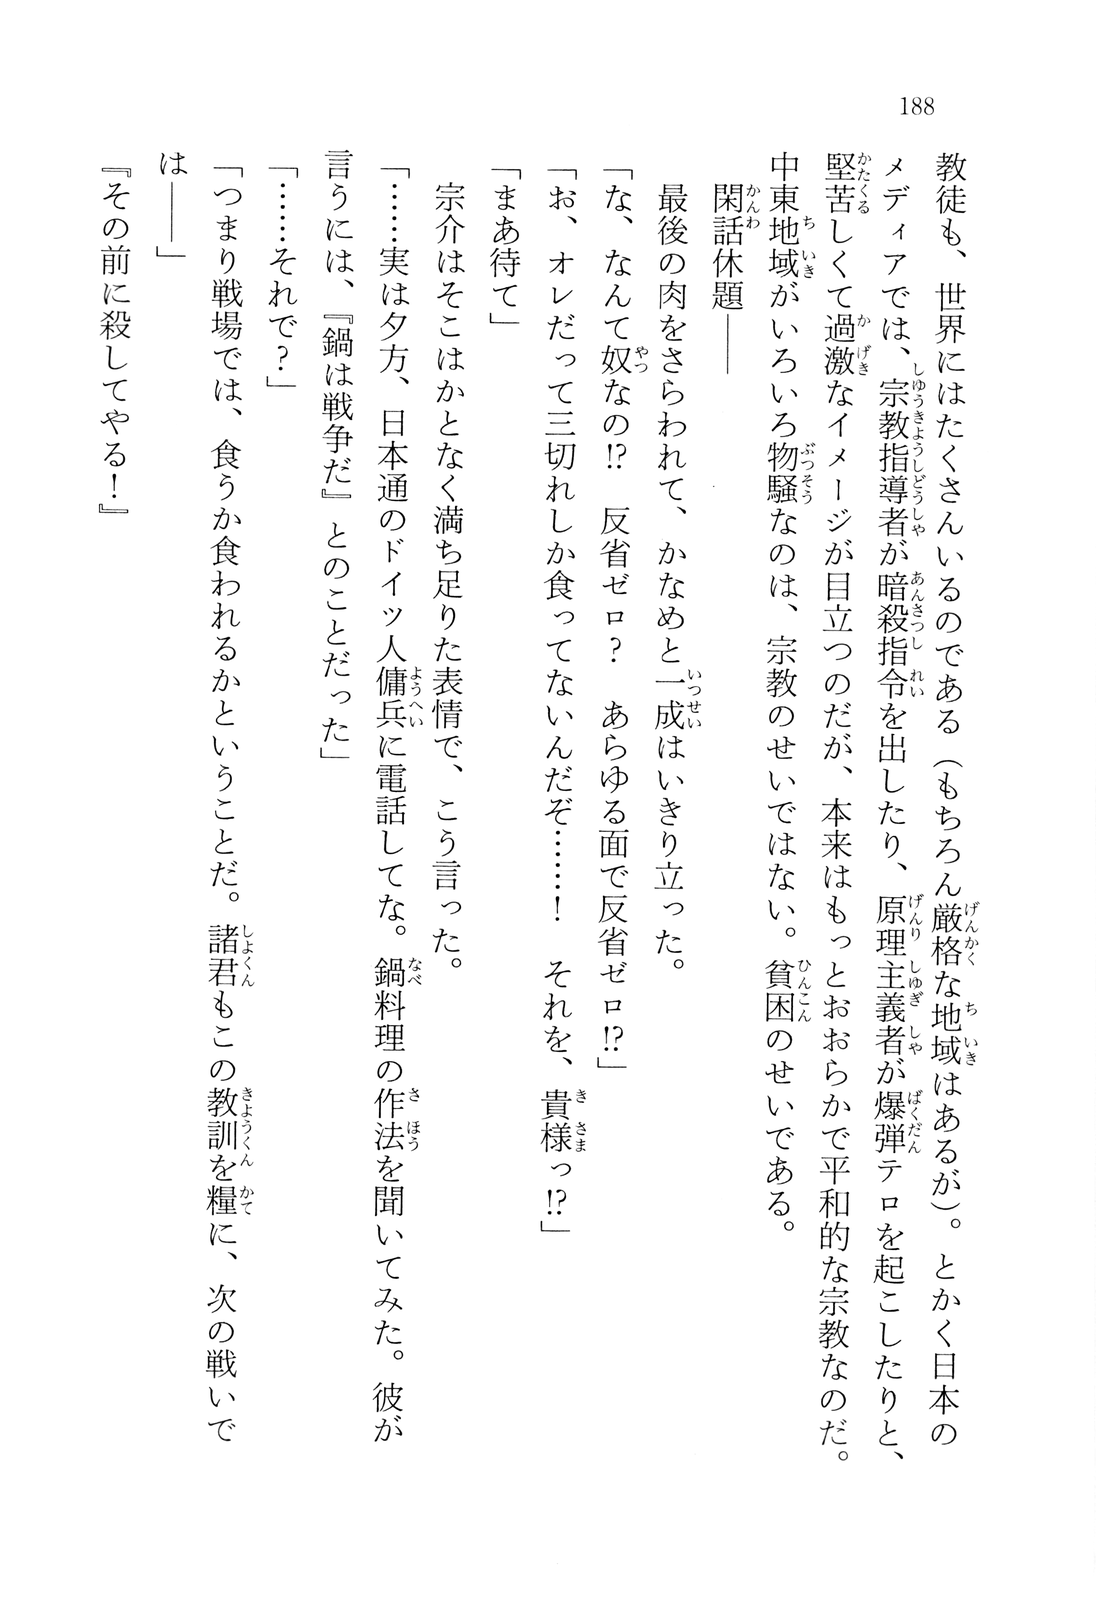 188
教徒も、世界にはたくさんいるのである（もちろん厳格な地域はあるが）。とかく日本の
メディアでは、宗教指導者が暗殺指令を出したり、原理主義者が爆弾テロを起こしたりと、
堅苦しくて過激なイメージが目立つのだが、本来はもっとおおらかで平和的な宗教なのだ。
中東地域がいろいろ物騒なのは、宗教のせいではない。貧困のせいである。
閑話休題――
最後の肉をさらわれて、かなめと一成はいきり立った。
「な、なんて奴なの!?　反省ゼロ？　あらゆる面で反省ゼロ!?」
「お、オレだって三切れしか食ってないんだぞ……！　それを、貴様っ!?」
「まあ待て」
宗介はそこはかとなく満ち足りた表情で、こう言った。
「……実は夕方、日本通のドイツ人傭兵に電話してな。鍋料理の作法を聞いてみた。彼が
言うには、『鍋は戦争だ』とのことだった」
「……それで？」
「つまり戦場では、食うか食われるかということだ。諸君もこの教訓を糧に、次の戦いで
は――」
『その前に殺してやる！』